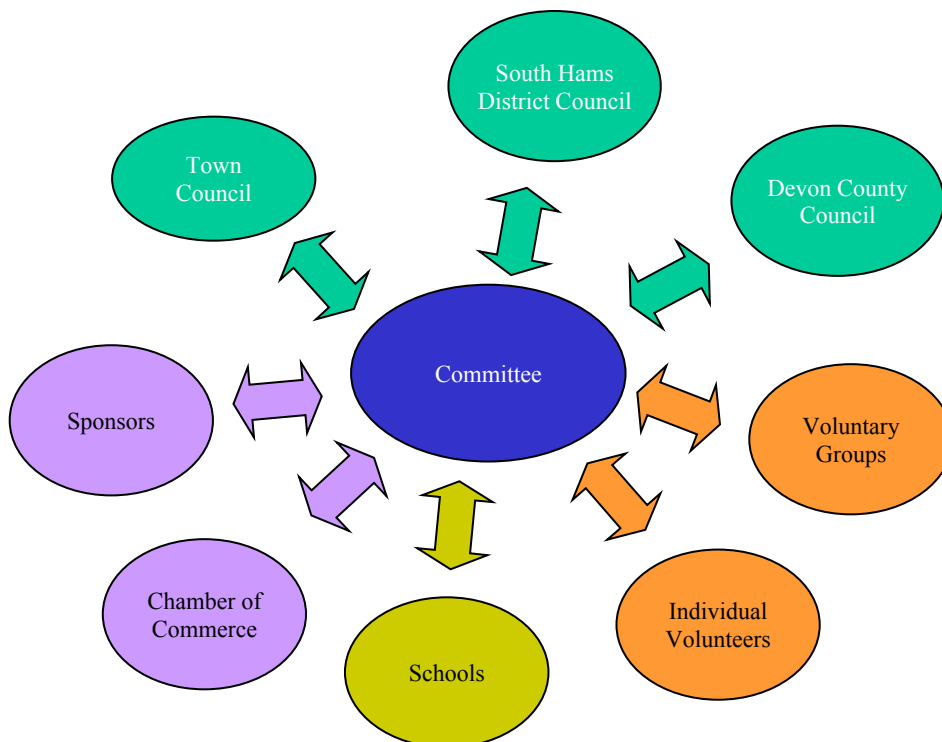 South Hams
District Council
Town
Council
Devon County
Council
Committee
Sponsors
Voluntary
Groups
Chamber of
Commerce
Individual
Volunteers
Schools